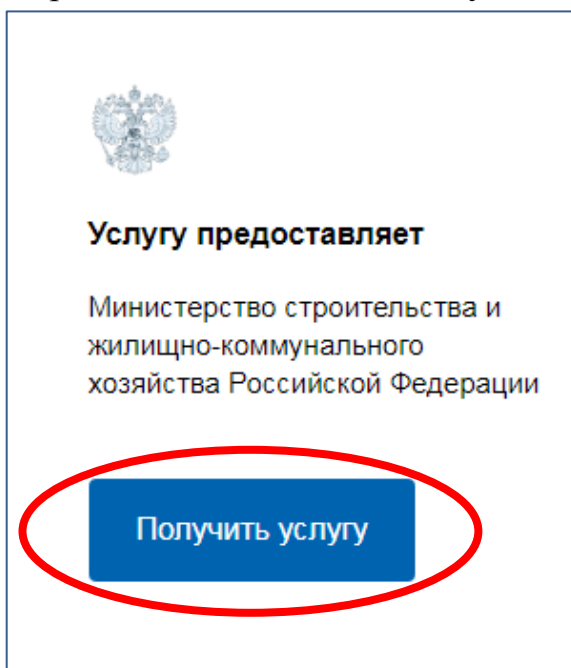 Услугу предоставляет
Министерство строительства и
жилищно-коммунального
хозяйства Российской Федерации
Получить услугу